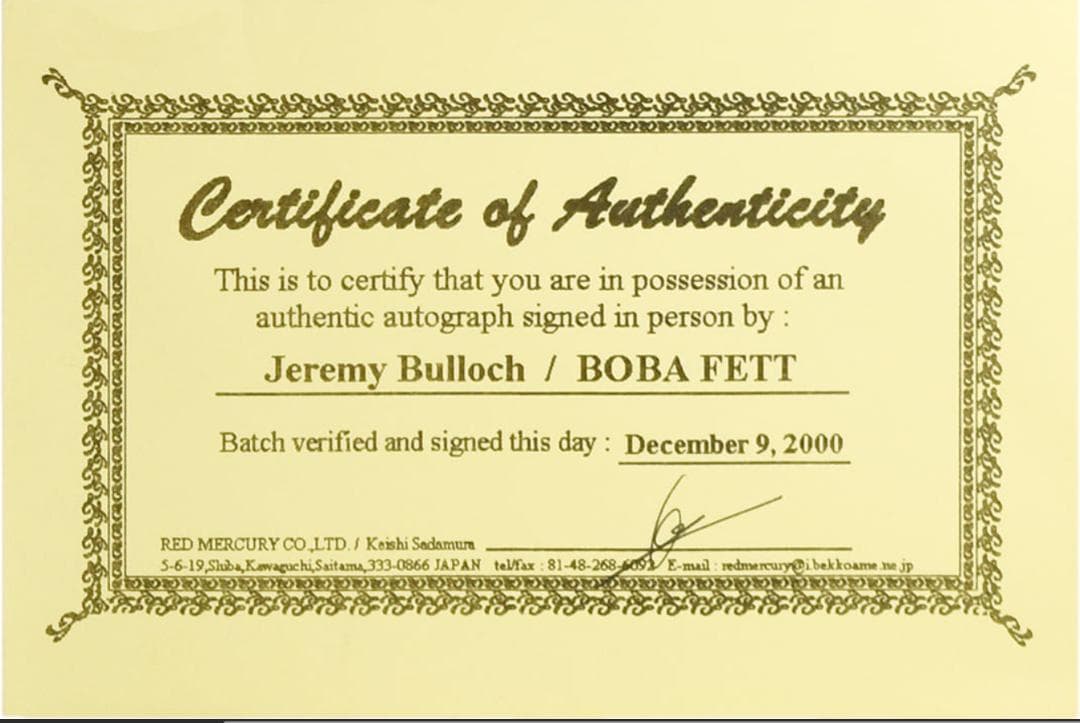 Certificate of Authenticity
This is to certify that you are in possession of an
authentic autograph signed in person by :
Jeremy Bulloch / BOBA FETT
Batch verified and signed this day : December 9, 2000
RED MERCURY CO.,LTD. / Keishi Sadamura
5-6-19,Shiba,Kawaguchi,Saitama,333-0866 JAPAN tel/fax : 81-48-268-6092 E-mail : redmercury@i.bekkoame.ne.jp